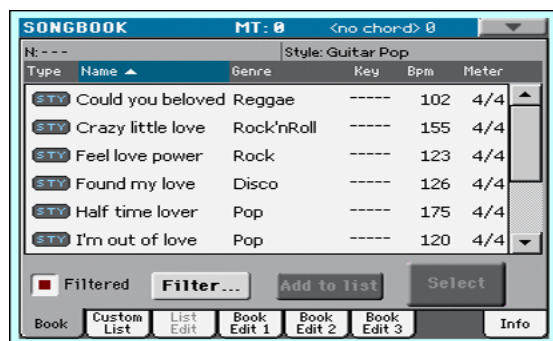 SONGBOOK MT: 0 <no chord> 0
N: --- Style: Guitar Pop
Type Name Genre Key Bpm Meter
STY Could you beloved Reggae ----- 102 4/4
STY Crazy little love Rock'nRoll ----- 155 4/4
STY Feel love power Rock ----- 123 4/4
STY Found my love Disco ----- 126 4/4
STY Half time lover Pop ----- 175 4/4
STY I'm out of love Pop ----- 120 4/4
Filtered Filter... Add to list Select
Book Custom List List Edit Book Edit 1 Book Edit 2 Book Edit 3 Info